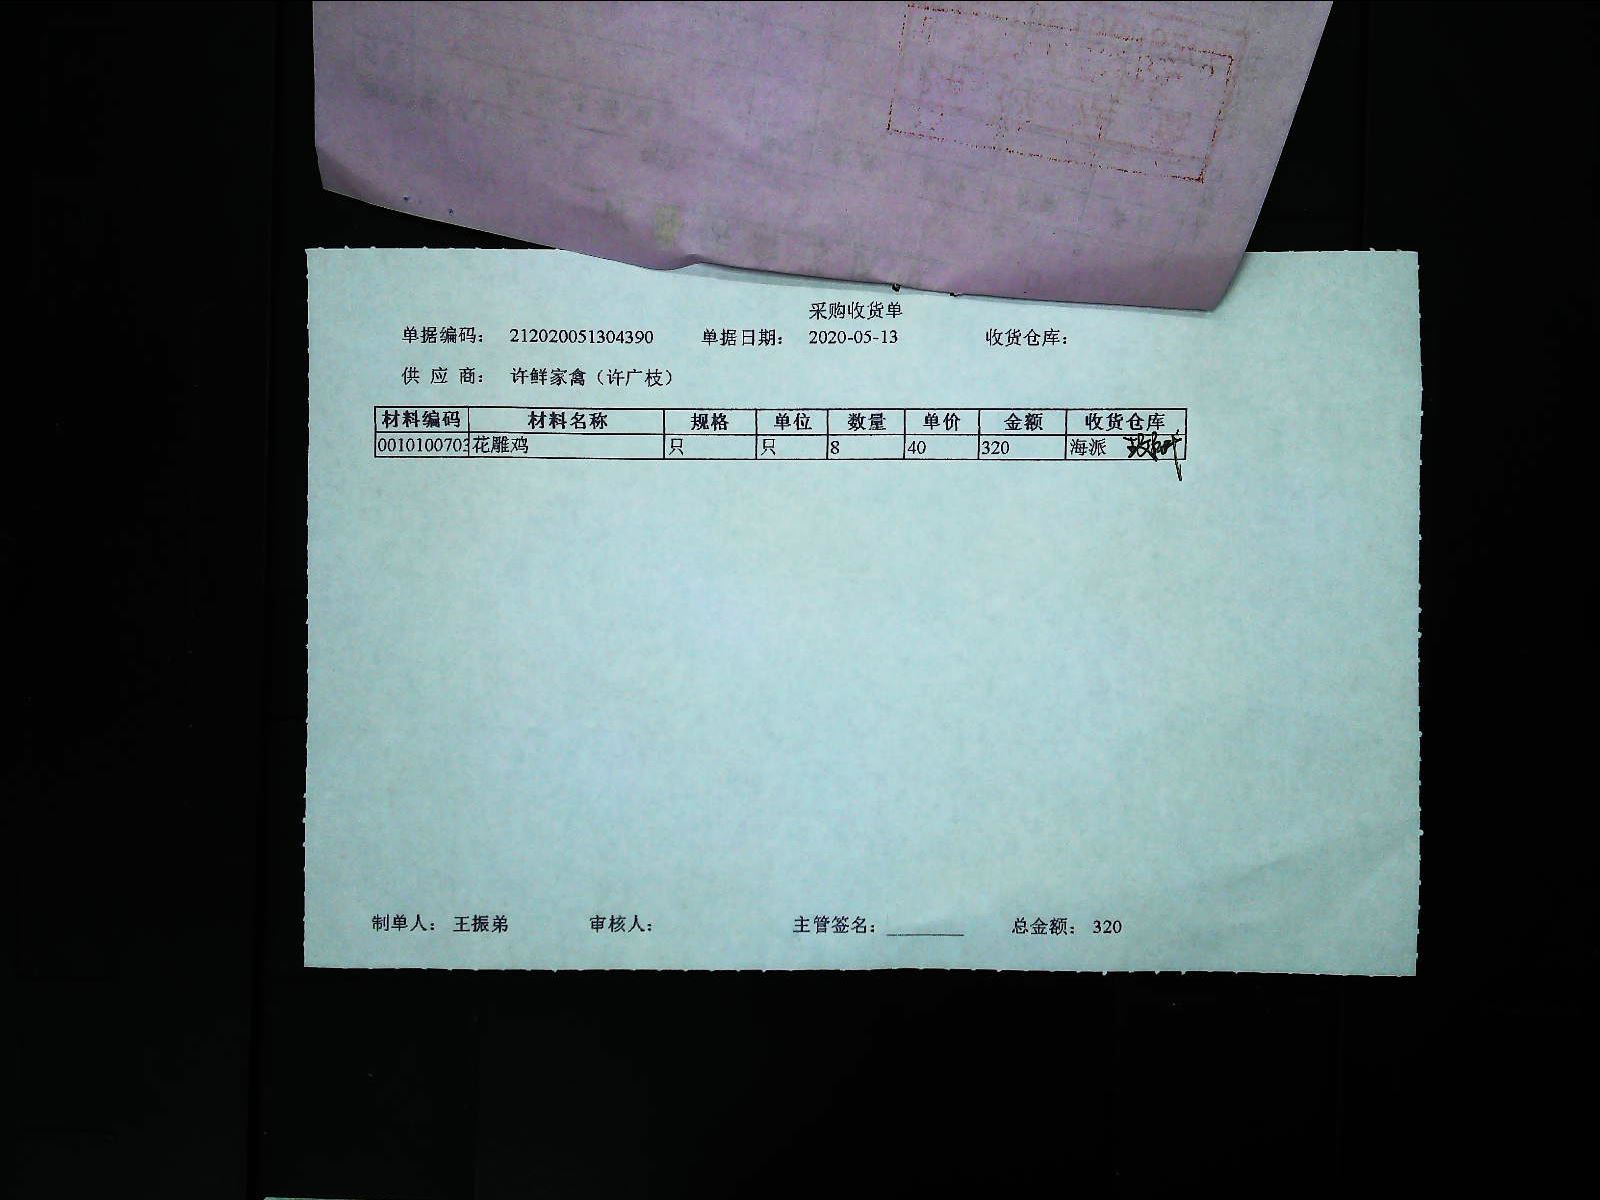 采购收货单
单据编码： 212020051304390 单据日期： 2020-05-13 收货仓库：
供 应 商： 许鲜家禽（许广枝）
材料编码 材料名称 规格 单位 数量 单价 金额 收货仓库
0010100703 花雕鸡 只 只 8 40 320 海派
制单人： 王振弟 审核人： 主管签名： 总金额： 320